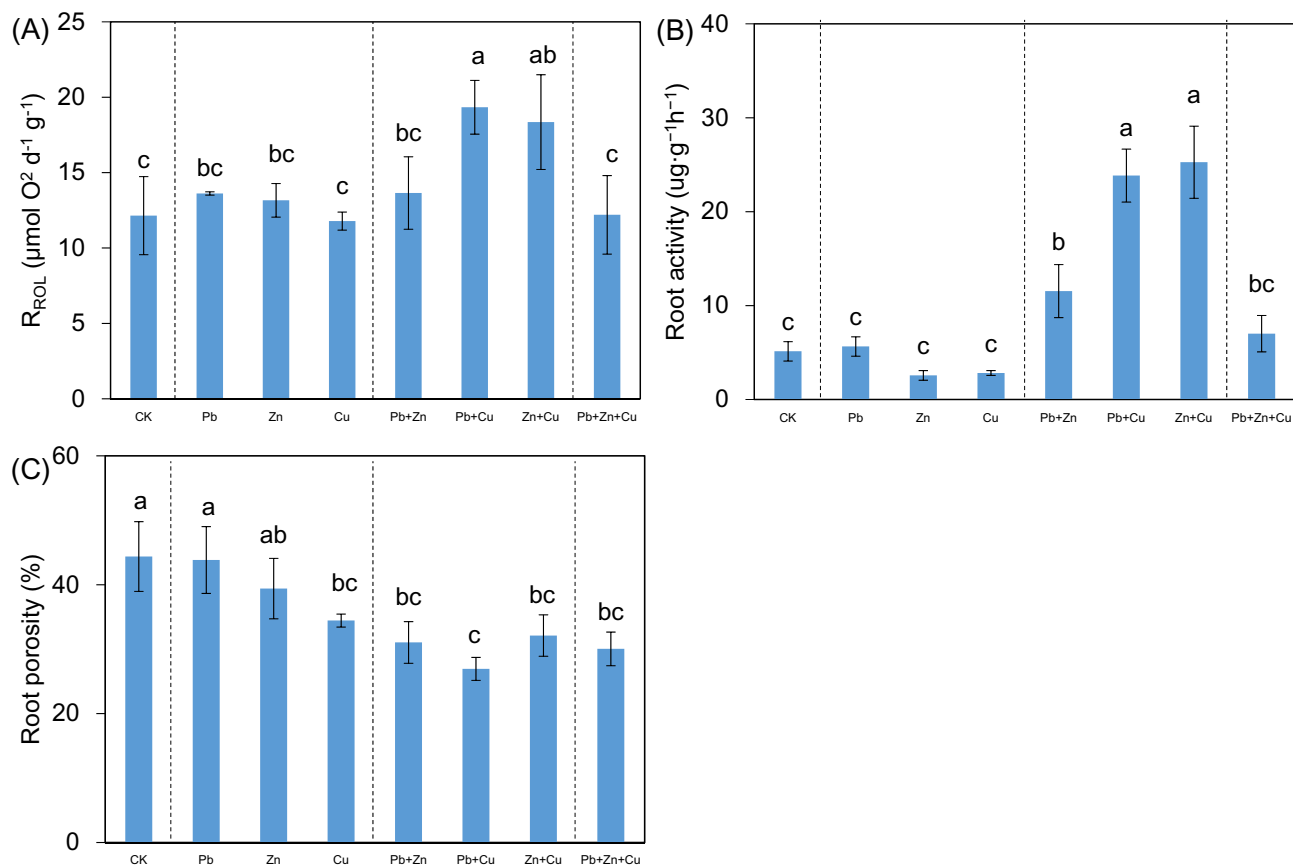 (A)
R_ROL (µmol O² d⁻¹ g⁻¹)
25
20
15
10
5
0
c
bc
bc
c
bc
a
ab
c
CK Pb Zn Cu Pb+Zn Pb+Cu Zn+Cu Pb+Zn+Cu
(B)
Root activity (ug·g⁻¹h⁻¹)
40
30
20
10
0
c
c
c
c
b
a
a
bc
CK Pb Zn Cu Pb+Zn Pb+Cu Zn+Cu Pb+Zn+Cu
(C)
Root porosity (%)
60
40
20
0
a
a
ab
bc
bc
c
bc
bc
CK Pb Zn Cu Pb+Zn Pb+Cu Zn+Cu Pb+Zn+Cu